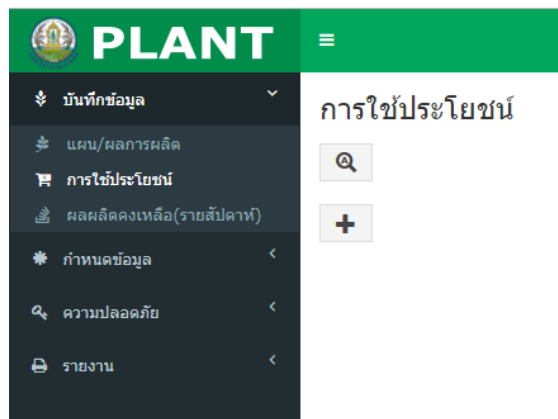 PLANT
บันทึกข้อมูล
แผน/ผลการผลิต
การใช้ประโยชน์
ผลผลิตคงเหลือ(รายสัปดาห์)
กำหนดข้อมูล
ความปลอดภัย
รายงาน
การใช้ประโยชน์